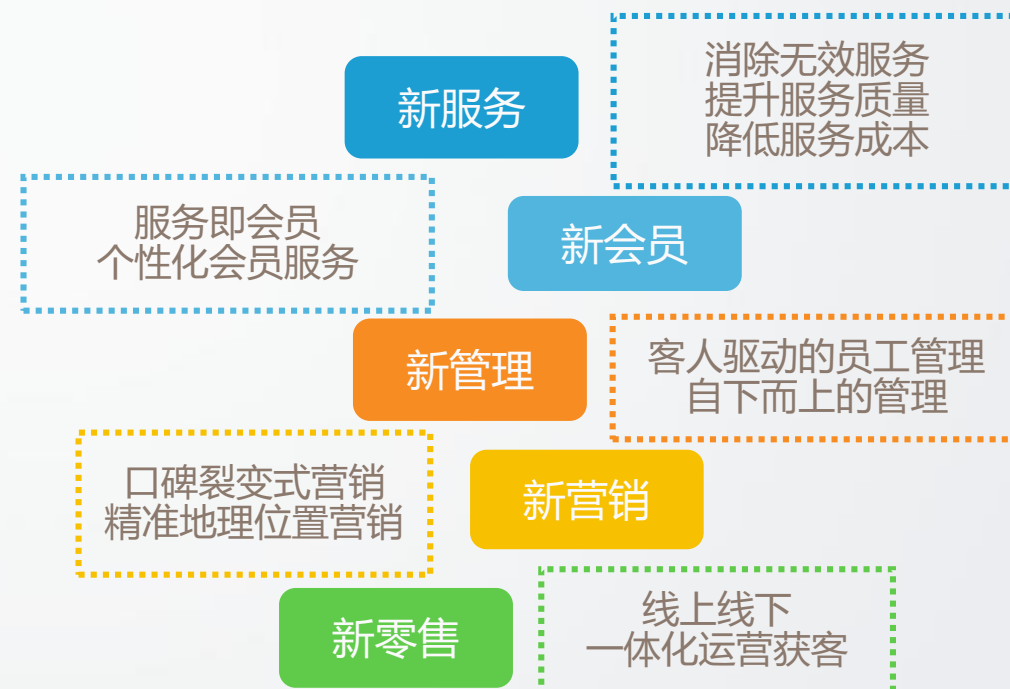 新服务
消除无效服务
提升服务质量
降低服务成本
服务即会员
个性化会员服务
新会员
新管理
客人驱动的员工管理
自下而上的管理
口碑裂变式营销
精准地理位置营销
新营销
新零售
线上线下
一体化运营获客